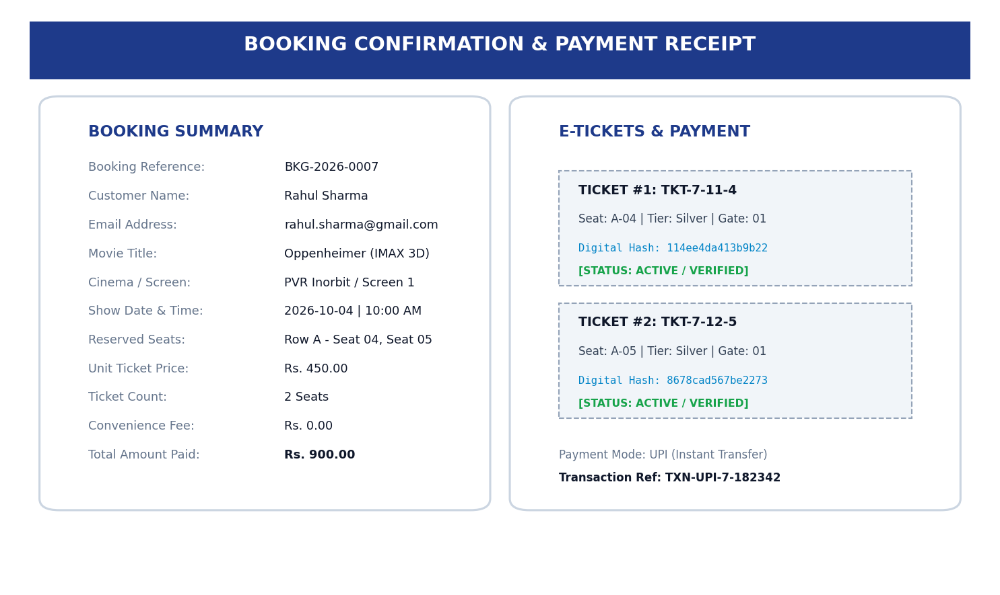 BOOKING CONFIRMATION & PAYMENT RECEIPT
BOOKING SUMMARY
Booking Reference: BKG-2026-0007
Customer Name: Rahul Sharma
Email Address: rahul.sharma@gmail.com
Movie Title: Oppenheimer (IMAX 3D)
Cinema / Screen: PVR Inorbit / Screen 1
Show Date & Time: 2026-10-04 | 10:00 AM
Reserved Seats: Row A - Seat 04, Seat 05
Unit Ticket Price: Rs. 450.00
Ticket Count: 2 Seats
Convenience Fee: Rs. 0.00
Total Amount Paid: Rs. 900.00
E-TICKETS & PAYMENT
TICKET #1: TKT-7-11-4
Seat: A-04 | Tier: Silver | Gate: 01
Digital Hash: 114ee4da413b9b22
[STATUS: ACTIVE / VERIFIED]
TICKET #2: TKT-7-12-5
Seat: A-05 | Tier: Silver | Gate: 01
Digital Hash: 8678cad567be2273
[STATUS: ACTIVE / VERIFIED]
Payment Mode: UPI (Instant Transfer)
Transaction Ref: TXN-UPI-7-182342